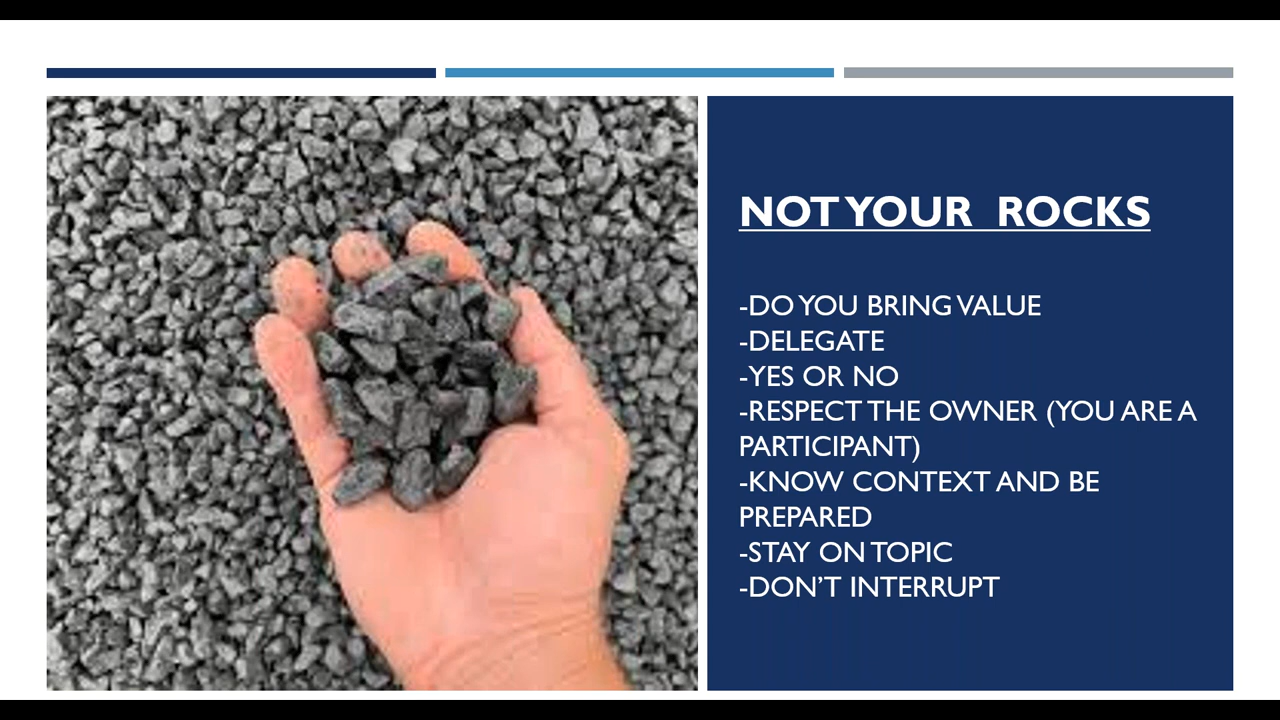 NOT YOUR ROCKS
-DO YOU BRING VALUE
-DELEGATE
-YES OR NO
-RESPECT THE OWNER (YOU ARE A
PARTICIPANT)
-KNOW CONTEXT AND BE
PREPARED
-STAY ON TOPIC
-DON’T INTERRUPT